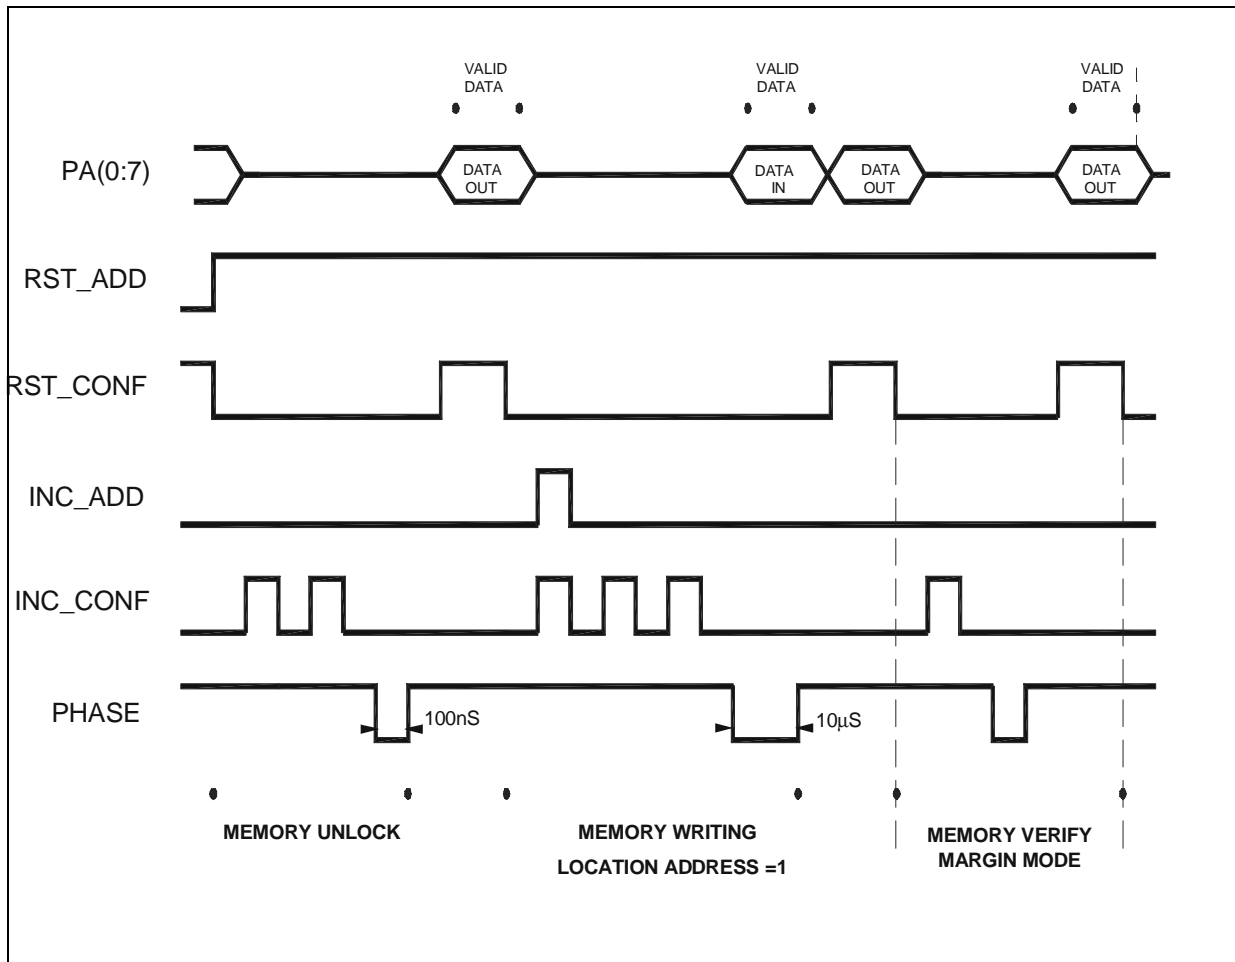 VALID
DATA
VALID
DATA
VALID
DATA
PA(0:7)
DATA
OUT
DATA
IN
DATA
OUT
DATA
OUT
RST_ADD
RST_CONF
INC_ADD
INC_CONF
PHASE
100nS
10µS
MEMORY UNLOCK
MEMORY WRITING
LOCATION ADDRESS =1
MEMORY VERIFY
MARGIN MODE